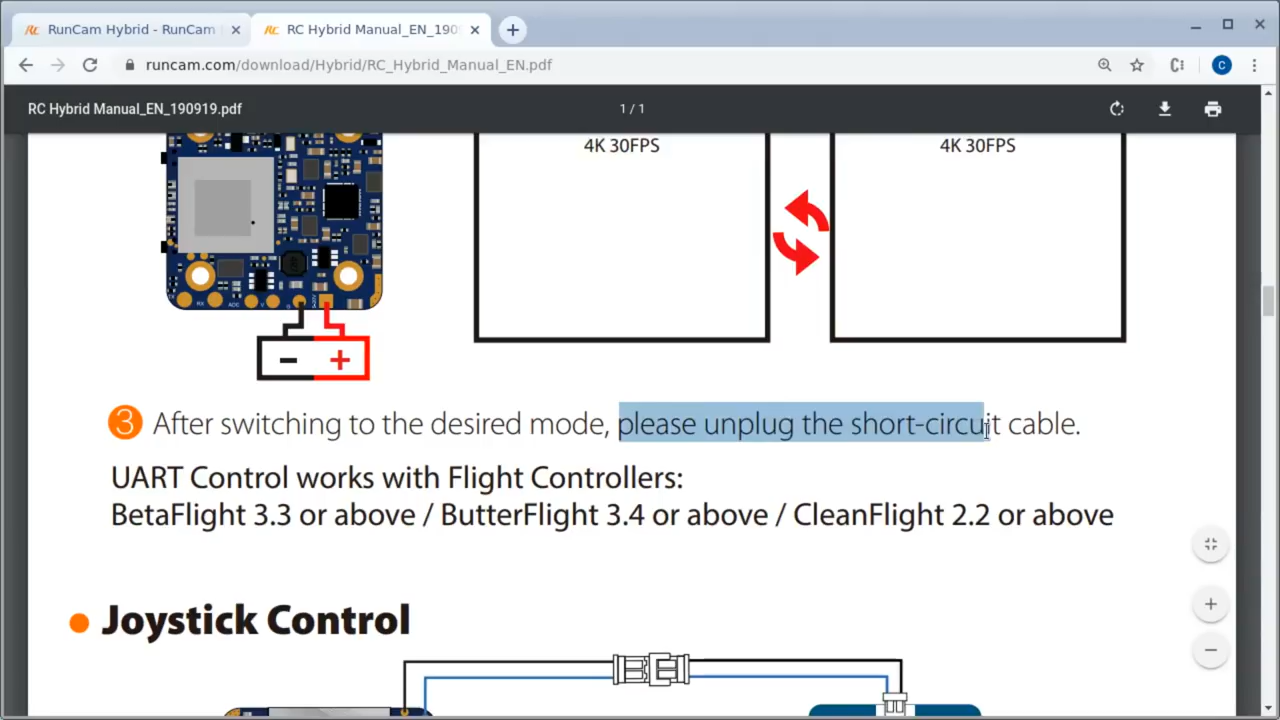 RunCam Hybrid - RunCam
RC Hybrid Manual_EN_190
runcam.com/download/Hybrid/RC_Hybrid_Manual_EN.pdf
C
RC Hybrid Manual_EN_190919.pdf
1 / 1
4K 30FPS
4K 30FPS
RX
ADC
- +
3 After switching to the desired mode, please unplug the short-circuit cable.
UART Control works with Flight Controllers:
BetaFlight 3.3 or above / ButterFlight 3.4 or above / CleanFlight 2.2 or above
Joystick Control